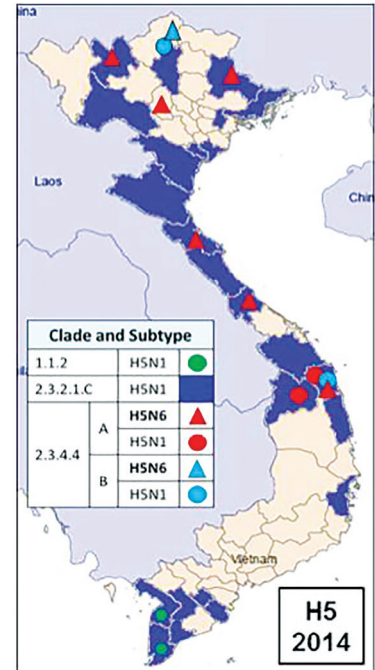 ina
Laos
Chin
Clade and Subtype
1.1.2 H5N1
2.3.2.1.C H5N1
2.3.4.4 A H5N6
H5N1
B H5N6
H5N1
Vietnam
H5
2014